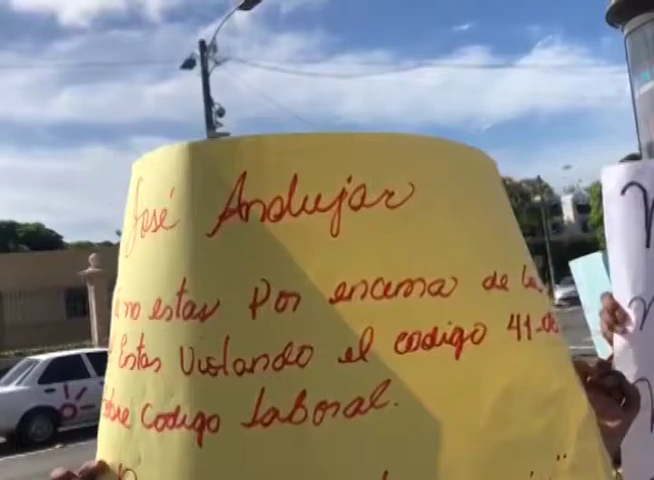 José Andujar
no estas Por encima de la
Estas Violando el codigo 41-08
sobre Codigo laboral.